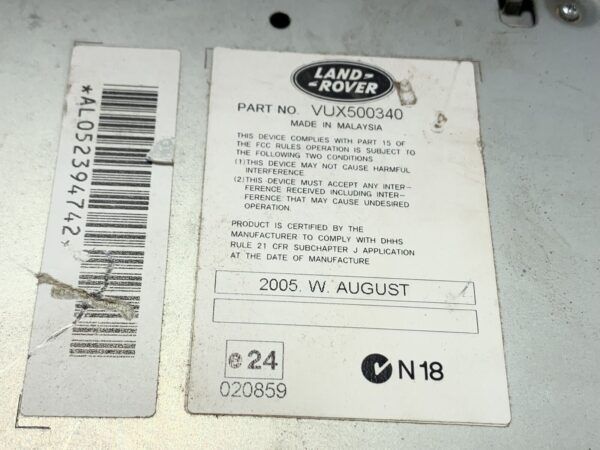 *AL052394742*
LAND-
-ROVER
PART NO. VUX500340
MADE IN MALAYSIA
THIS DEVICE COMPLIES WITH PART 15 OF
THE FCC RULES OPERATION IS SUBJECT TO
THE FOLLOWING TWO CONDITIONS
(1)THIS DEVICE MAY NOT CAUSE HARMFUL
INTERFERENCE.
(2)THIS DEVICE MUST ACCEPT ANY INTER-
FERENCE RECEIVED INCLUDING INTER-
FERENCE THAT MAY CAUSE UNDESIRED
OPERATION.
PRODUCT IS CERTIFIED BY THE
MANUFACTURER TO COMPLY WITH DHHS
RULE 21 CFR SUBCHAPTER J APPLICATION
AT THE DATE OF MANUFACTURE
2005. W. AUGUST
e24
020859
N18